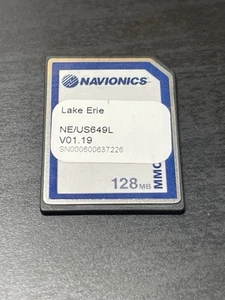 NAVIONICS
Lake Erie
NE/US649L
V01.19
SN000600637226
128MB
MMC